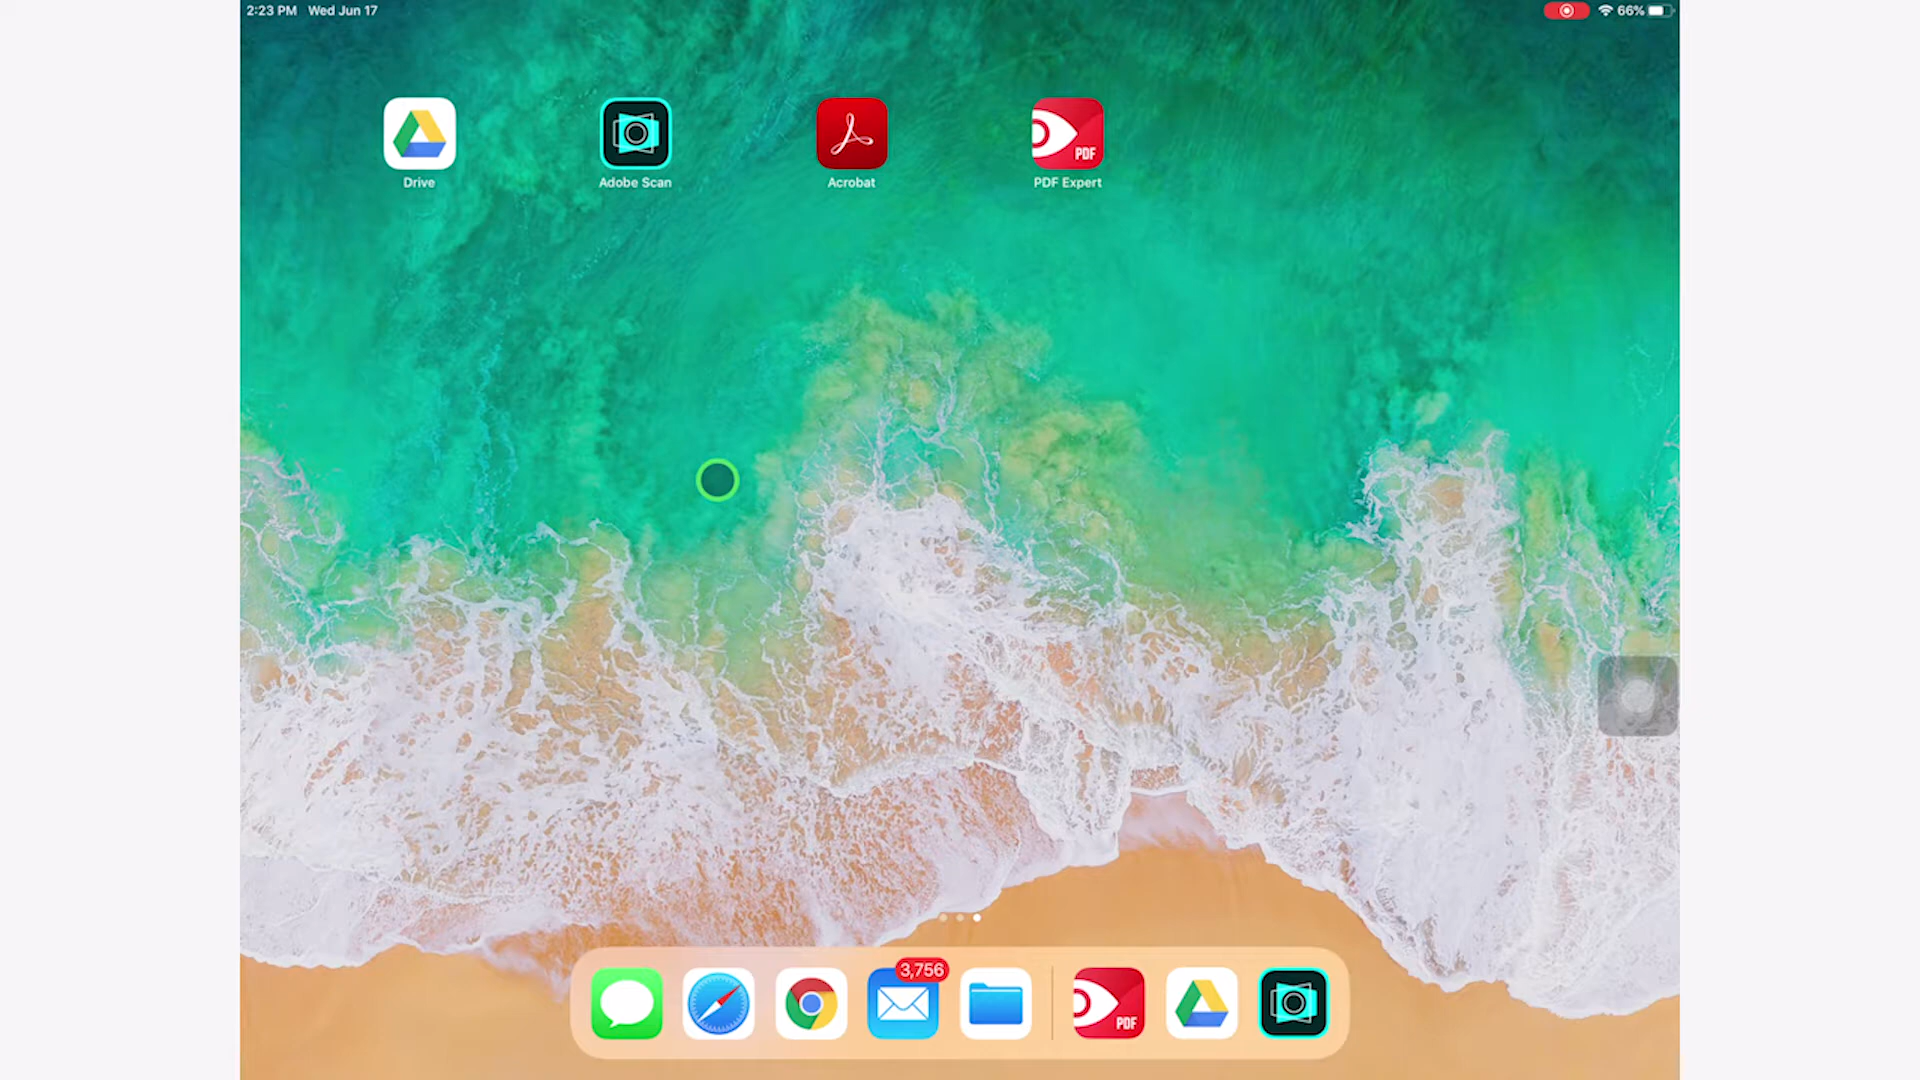 2:23 PM Wed Jun 17
66%
Drive
Adobe Scan
Acrobat
PDF
PDF Expert
3,756
PDF